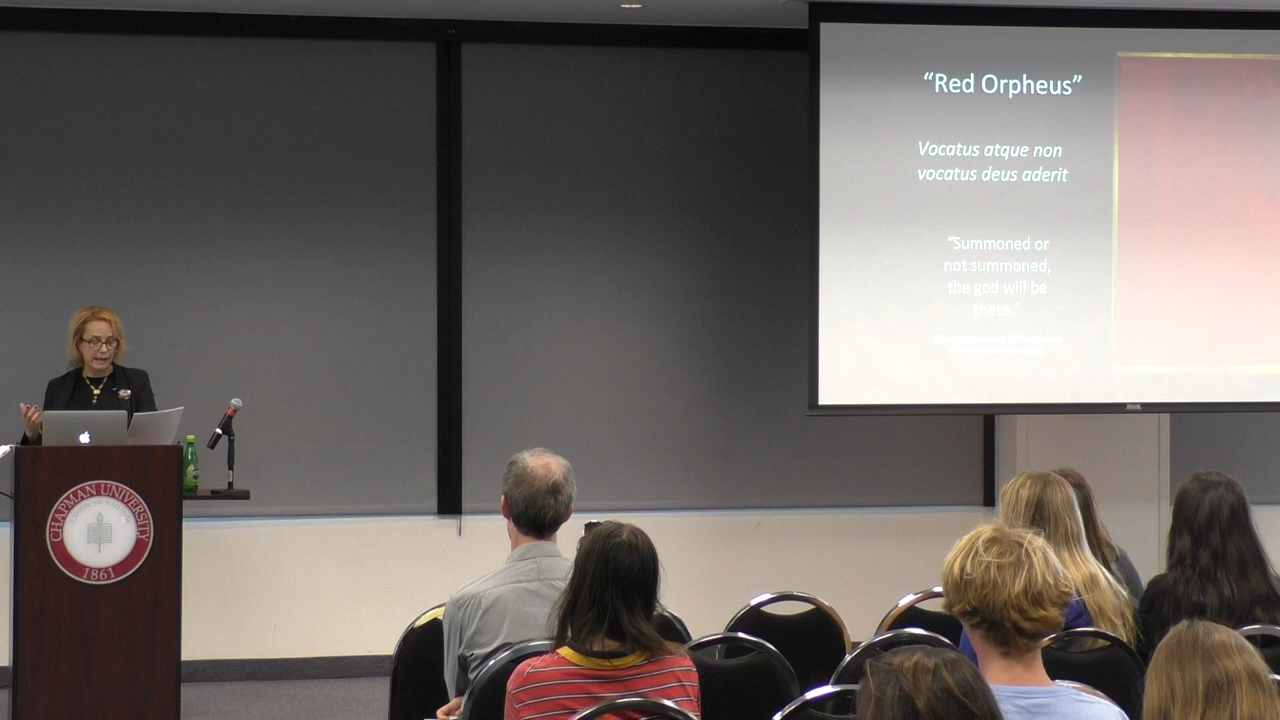 “Red Orpheus”
Vocatus atque non
vocatus deus aderit
“Summoned or
not summoned,
the god will be
there.”
CHAPMAN UNIVERSITY
1861